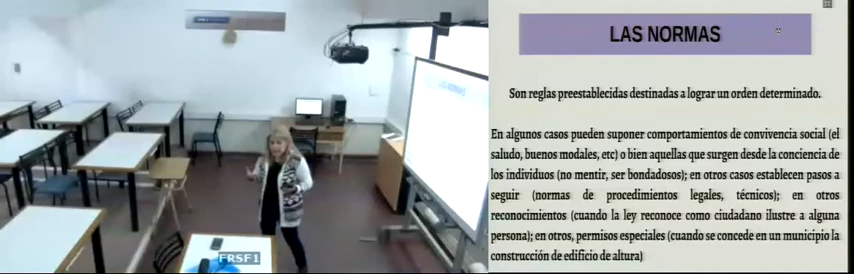 LAS NORMAS
Son reglas preestablecidas destinadas a lograr un orden determinado.
En algunos casos pueden suponer comportamientos de convivencia social (el
saludo, buenos modales, etc) o bien aquellas que surgen desde la conciencia de
los individuos (no mentir, ser bondadosos); en otros casos establecen pasos a
seguir (normas de procedimientos legales, técnicos); en otros
reconocimientos (cuando la ley reconoce como ciudadano ilustre a alguna
persona); en otros, permisos especiales (cuando se concede en un municipio la
construcción de edificio de altura)
LAS NORMAS
FRSF1